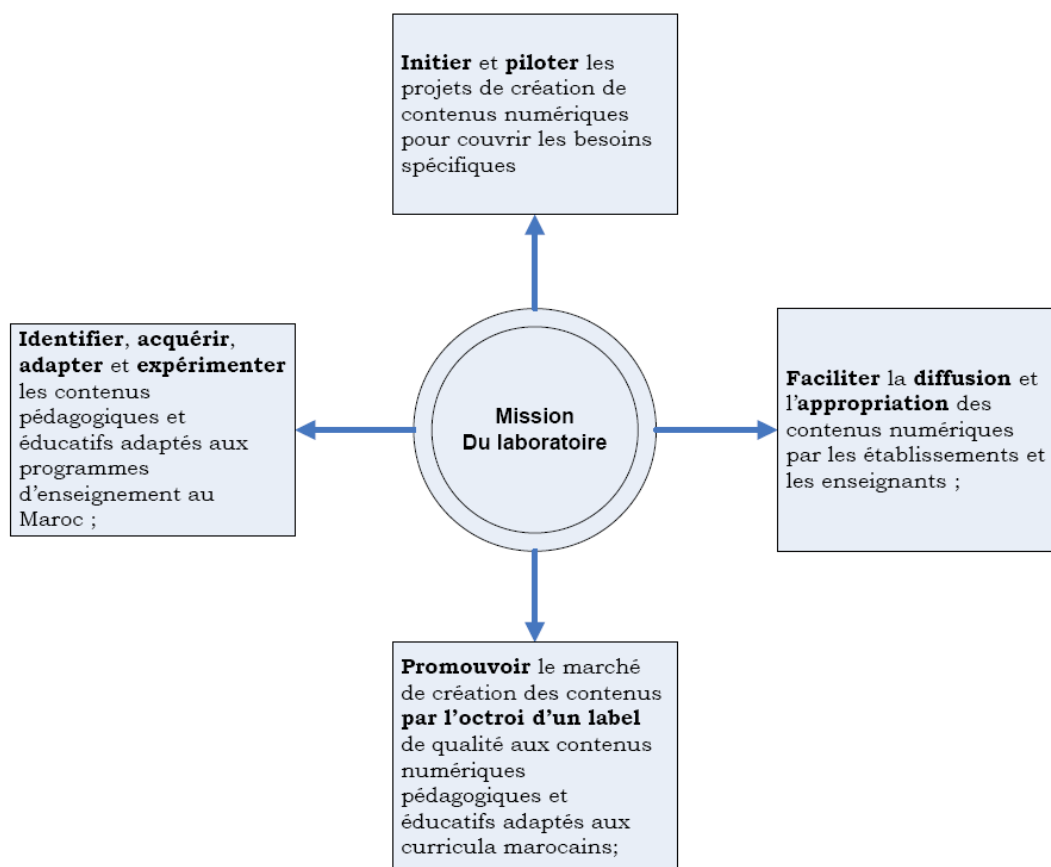 Initier et piloter les
projets de création de
contenus numériques
pour couvrir les besoins
spécifiques
Identifier, acquérir,
adapter et expérimenter
les contenus
pédagogiques et
éducatifs adaptés aux
programmes
d’enseignement au
Maroc ;
Mission
Du laboratoire
Faciliter la diffusion et
l’appropriation des
contenus numériques
par les établissements et
les enseignants ;
Promouvoir le marché
de création des contenus
par l’octroi d’un label
de qualité aux contenus
numériques
pédagogiques et
éducatifs adaptés aux
curricula marocains;